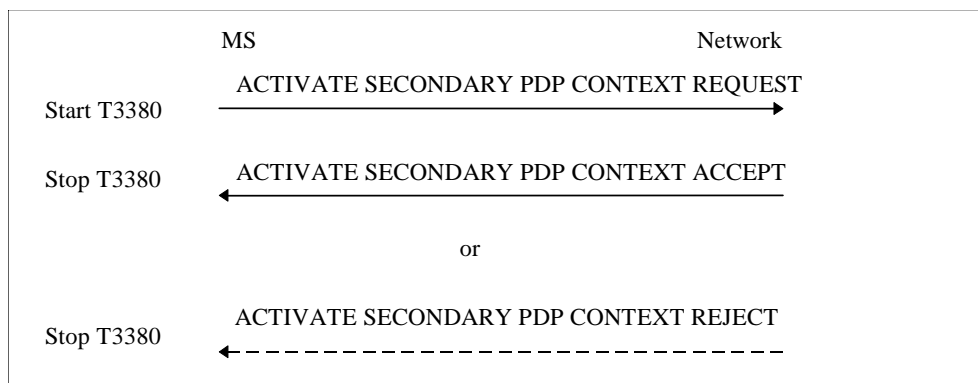 MS Network
ACTIVATE SECONDARY PDP CONTEXT REQUEST
Start T3380
ACTIVATE SECONDARY PDP CONTEXT ACCEPT
Stop T3380
or
ACTIVATE SECONDARY PDP CONTEXT REJECT
Stop T3380